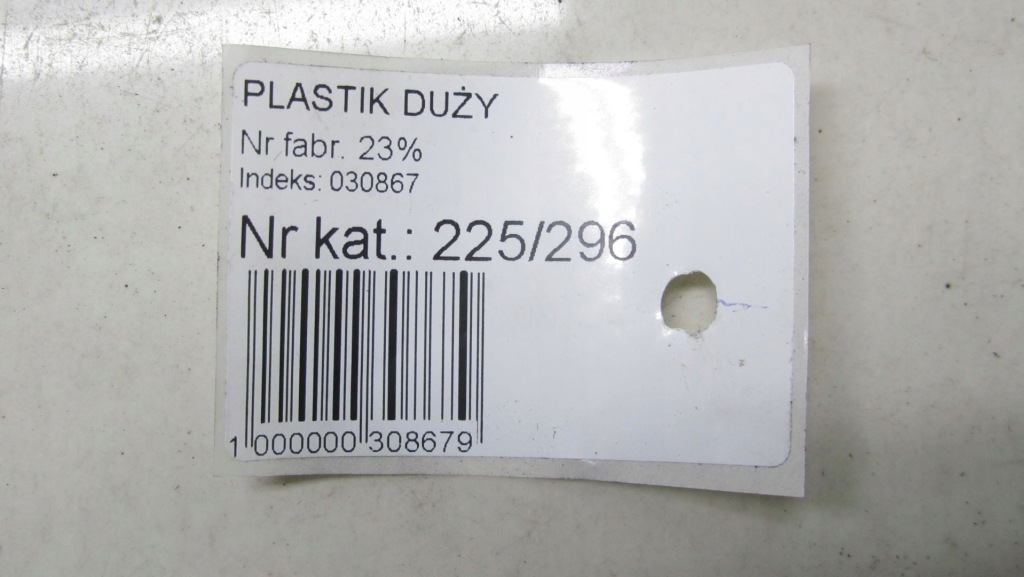 PLASTIK DUŻY
Nr fabr. 23%
Indeks: 030867
Nr kat.: 225/296
1 000000 308679